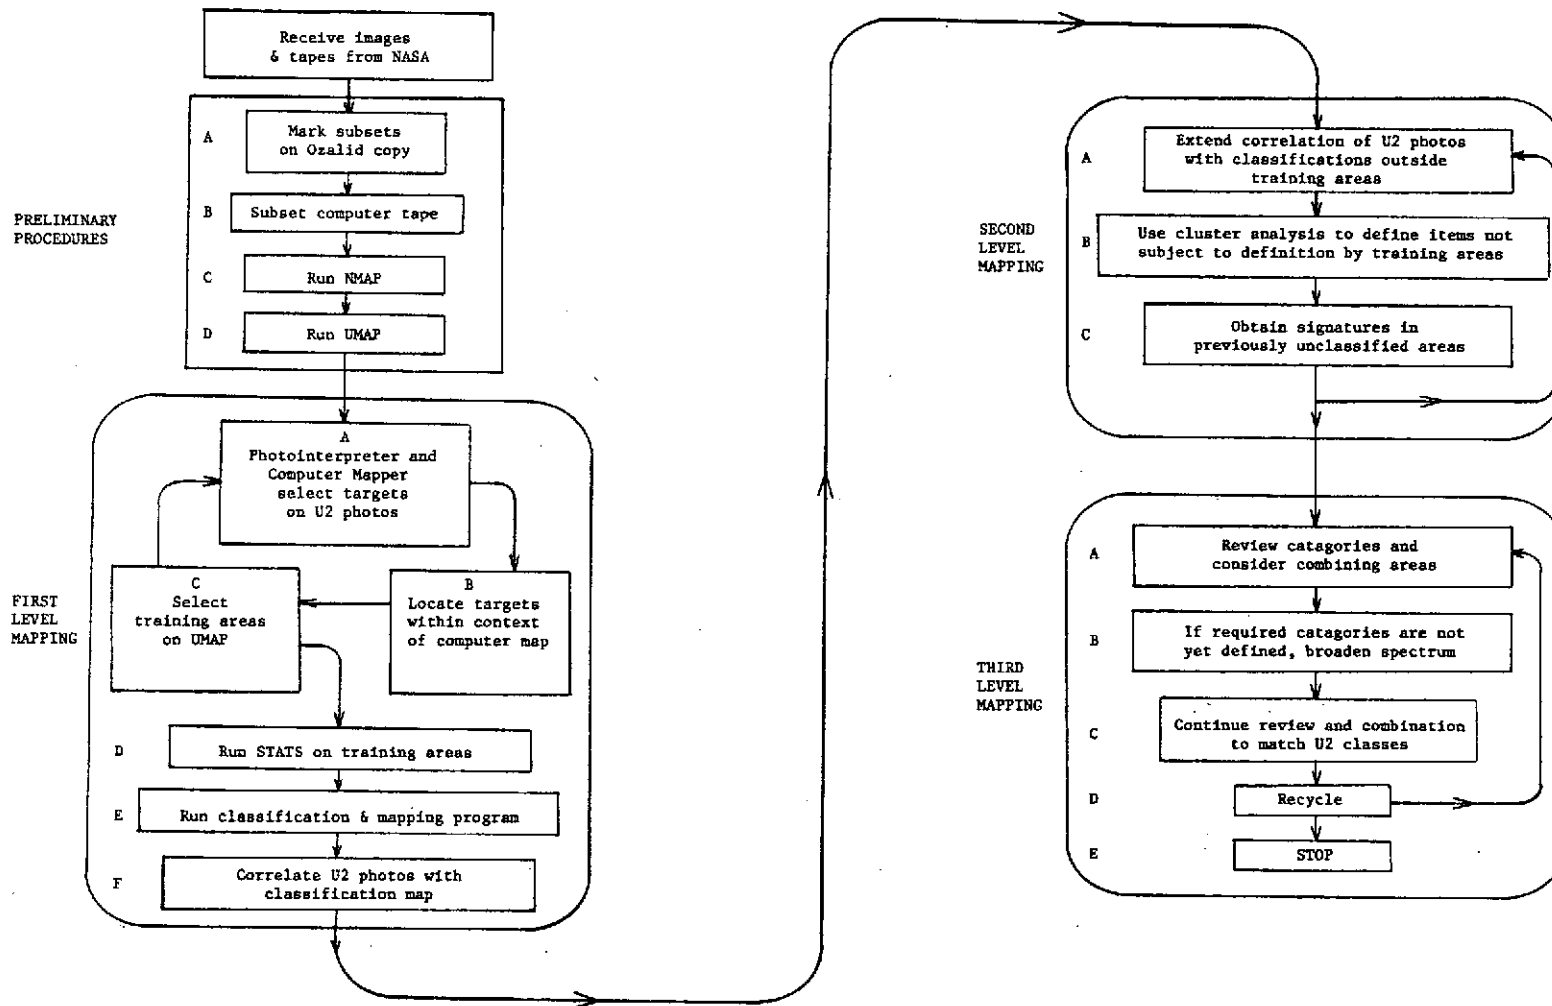 Receive images
& tapes from NASA
PRELIMINARY
PROCEDURES
A
Mark subsets
on Ozalid copy
B
Subset computer tape
C
Run NMAP
D
Run UMAP
FIRST
LEVEL
MAPPING
A
Photointerpreter and
Computer Mapper
select targets
on U2 photos
B
Locate targets
within context
of computer map
C
Select
training areas
on UMAP
D
Run STATS on training areas
E
Run classification & mapping program
F
Correlate U2 photos with
classification map
SECOND
LEVEL
MAPPING
A
Extend correlation of U2 photos
with classifications outside
training areas
B
Use cluster analysis to define items not
subject to definition by training areas
C
Obtain signatures in
previously unclassified areas
THIRD
LEVEL
MAPPING
A
Review catagories and
consider combining areas
B
If required catagories are not
yet defined, broaden spectrum
C
Continue review and combination
to match U2 classes
D
Recycle
E
STOP